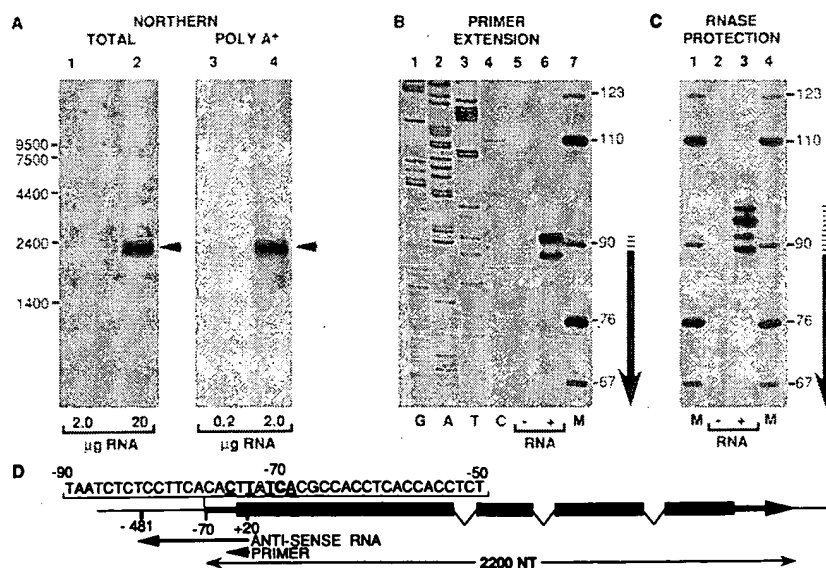 A
NORTHERN
TOTAL
POLY A+
1 2 3 4
9500
7500
4400
2400
1400
2.0 20
µg RNA
0.2 2.0
µg RNA
B
PRIMER
EXTENSION
1 2 3 4 5 6 7
-123
-110
-90
-76
-67
G A T C - + M
RNA
C
RNASE
PROTECTION
1 2 3 4
-123
-110
-90
-76
-67
M - + M
RNA
D
-90 -70 -50
TAATCTCTCCTTCACACTTATCACGCCACCTCACCACCTCT
-481
-70
+20
ANTI-SENSE RNA
PRIMER
2200 NT